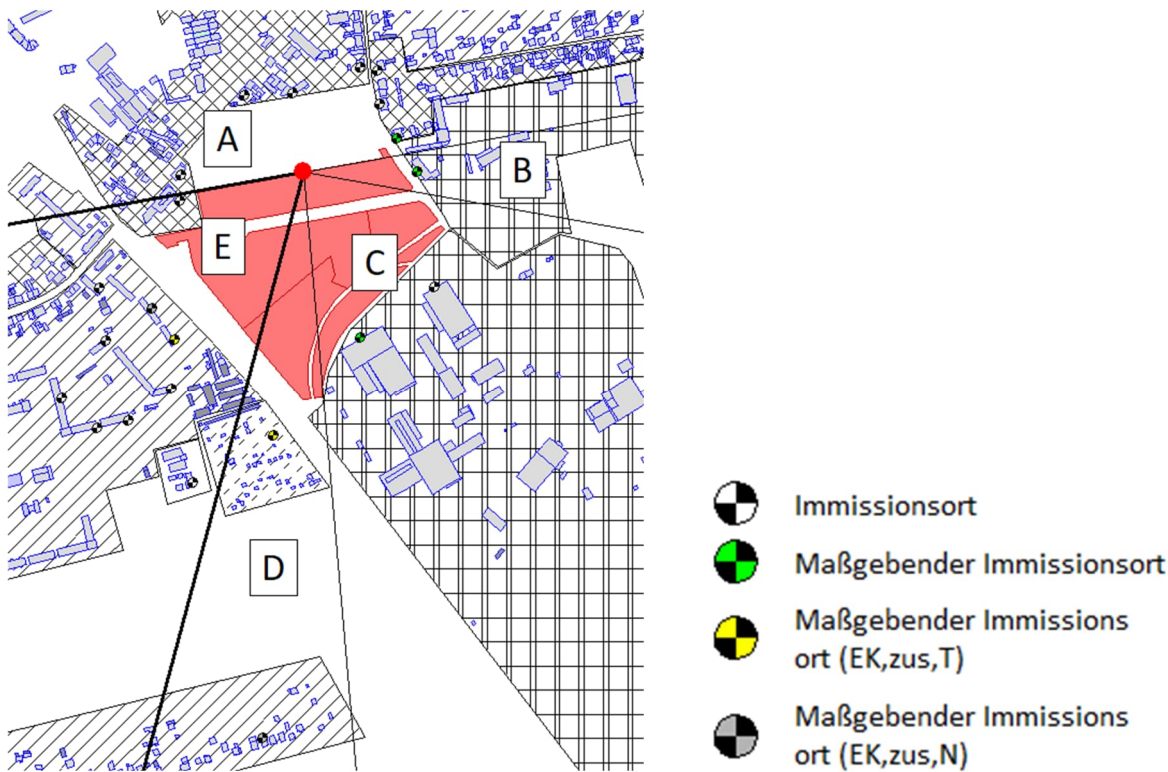 A
B
E
C
D
Immissionsort
Maßgebender Immissionsort
Maßgebender Immissions
ort (EK,zus,T)
Maßgebender Immissions
ort (EK,zus,N)